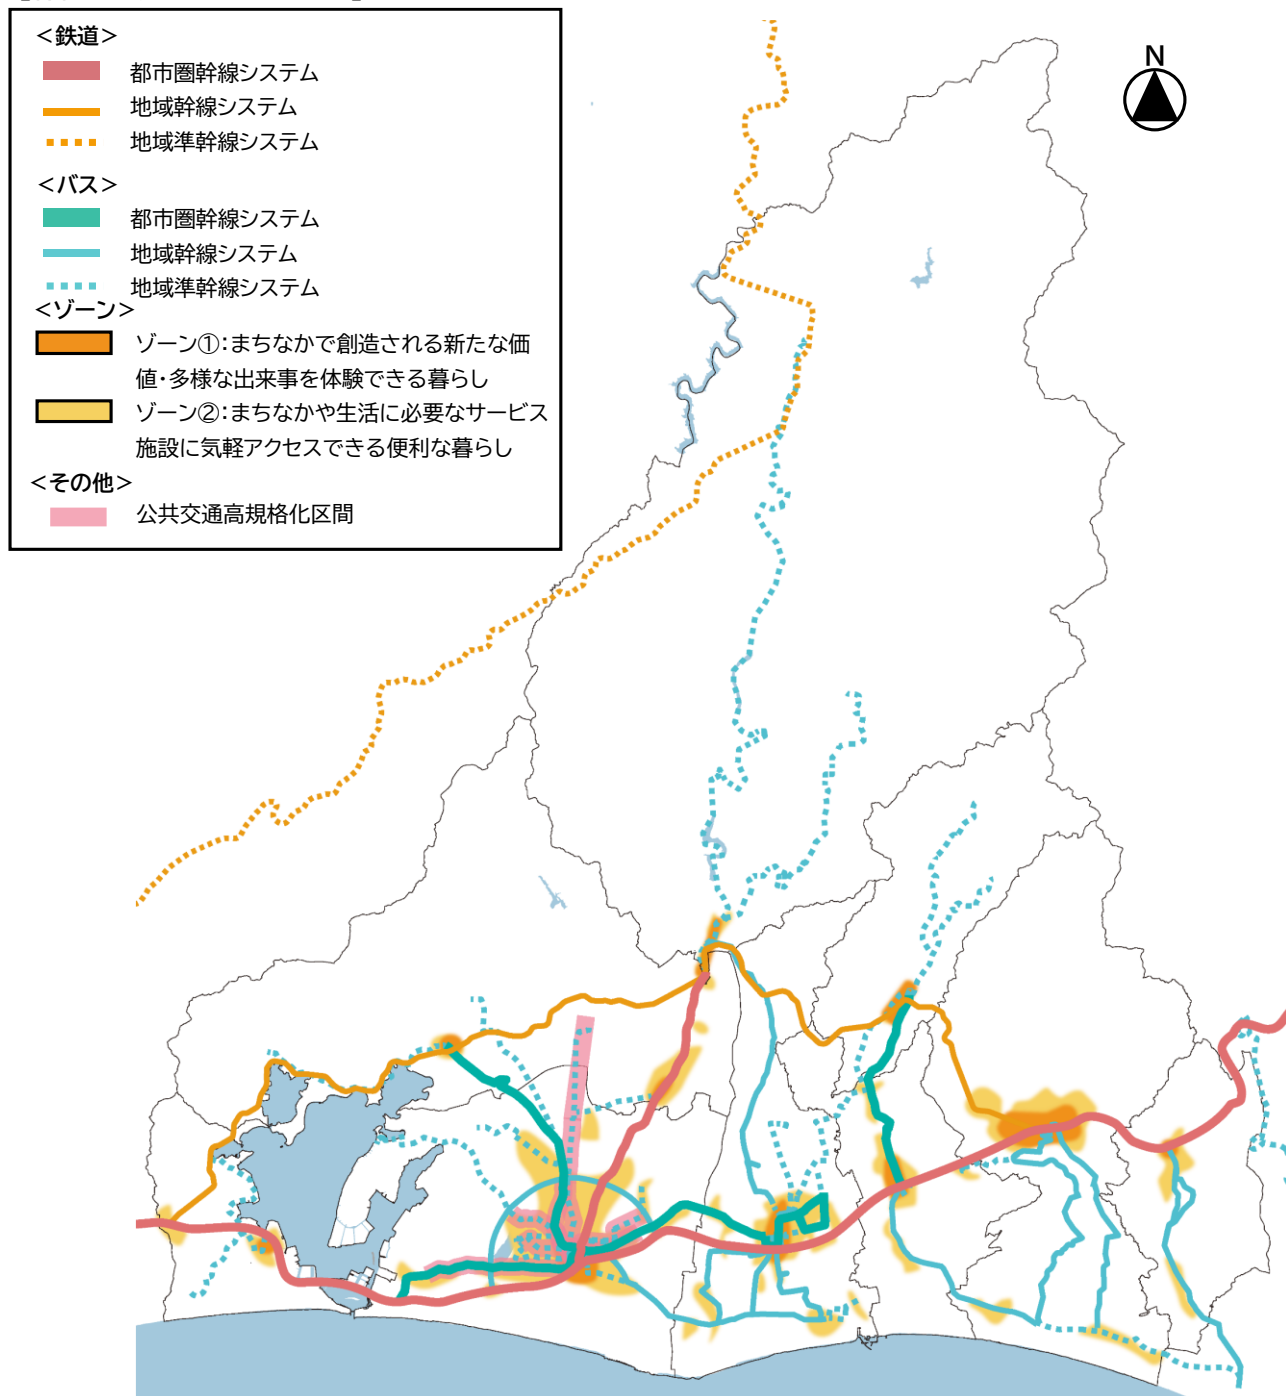 <鉄道>
都市圏幹線システム
地域幹線システム
地域準幹線システム
<バス>
都市圏幹線システム
地域幹線システム
地域準幹線システム
<ゾーン>
ゾーン①：まちなかで創造される新たな価
値・多様な出来事を体験できる暮らし
ゾーン②：まちなかや生活に必要なサービス
施設に気軽アクセスできる便利な暮らし
<その他>
公共交通高規格化区間
N